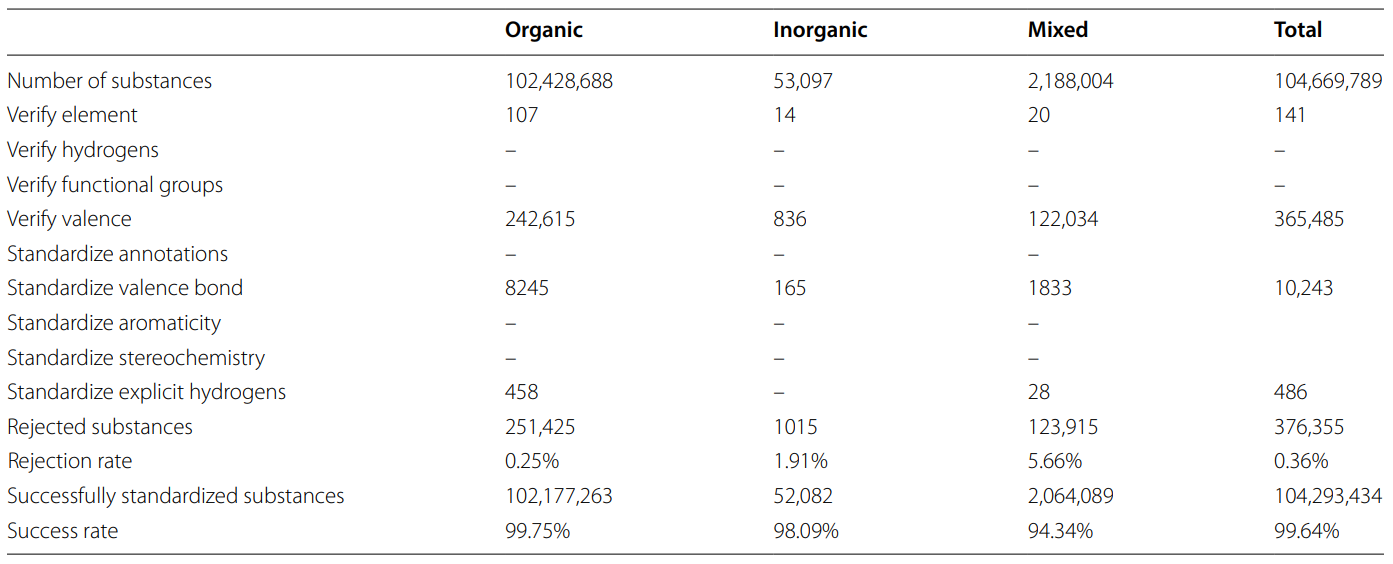 Organic Inorganic Mixed Total
Number of substances 102,428,688 53,097 2,188,004 104,669,789
Verify element 107 14 20 141
Verify hydrogens – – – –
Verify functional groups – – – –
Verify valence 242,615 836 122,034 365,485
Standardize annotations – – –
Standardize valence bond 8245 165 1833 10,243
Standardize aromaticity – – –
Standardize stereochemistry – – –
Standardize explicit hydrogens 458 – 28 486
Rejected substances 251,425 1015 123,915 376,355
Rejection rate 0.25% 1.91% 5.66% 0.36%
Successfully standardized substances 102,177,263 52,082 2,064,089 104,293,434
Success rate 99.75% 98.09% 94.34% 99.64%